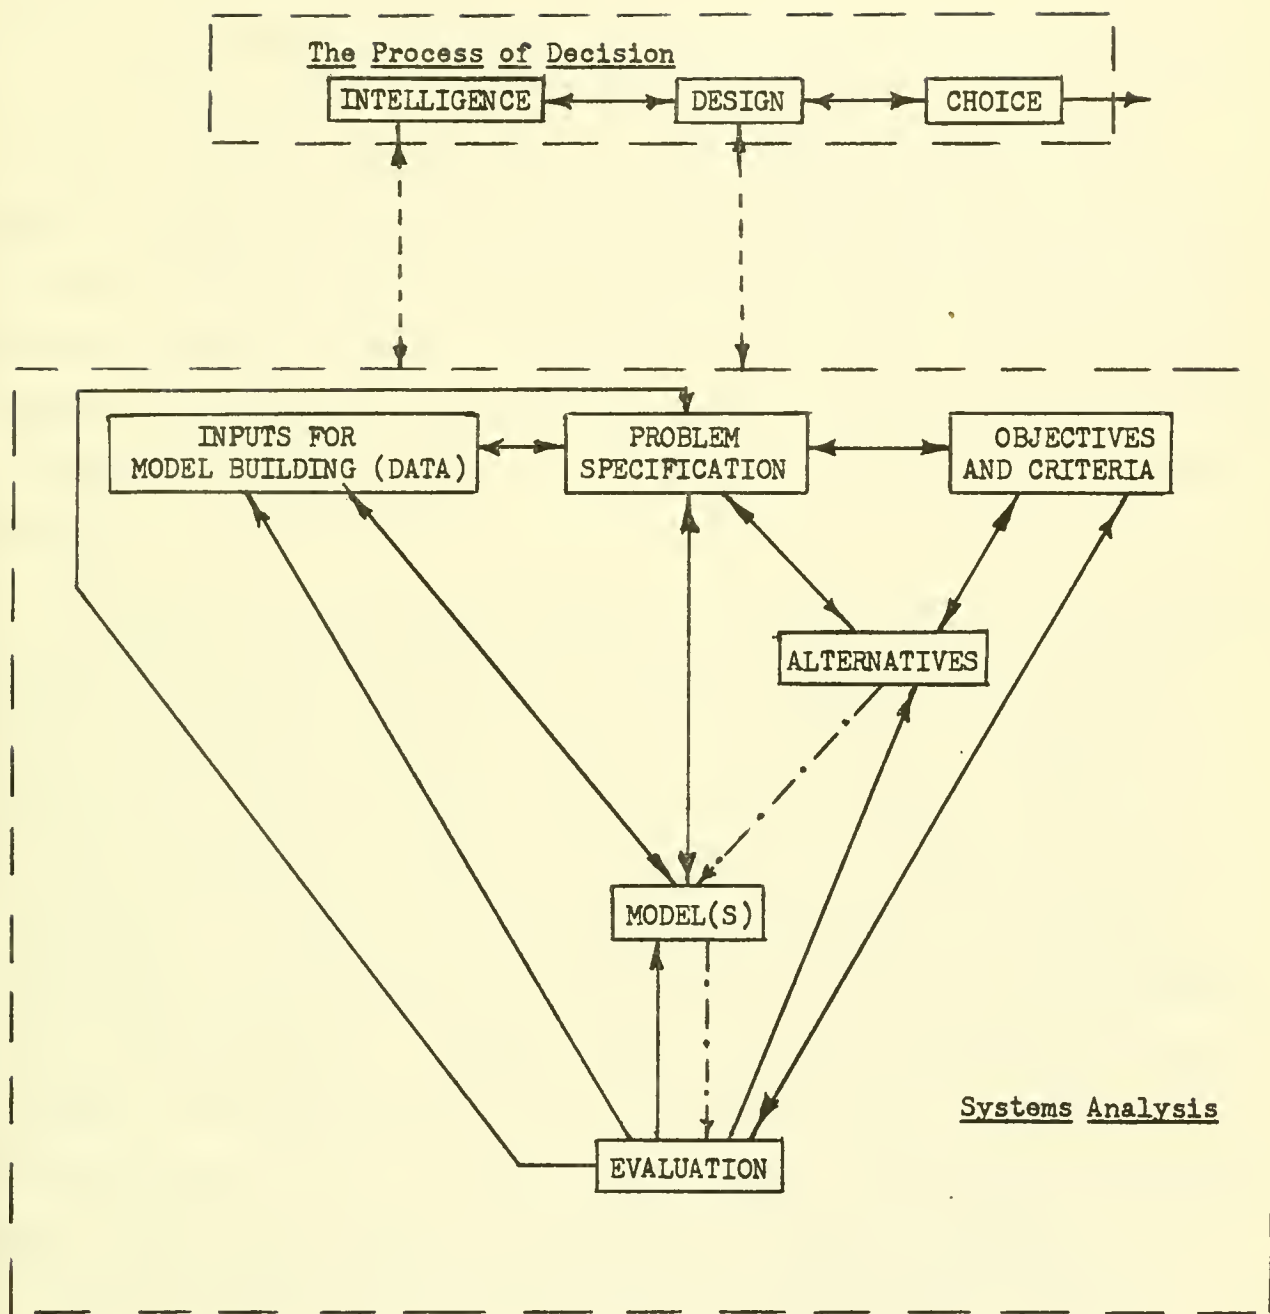 The Process of Decision
INTELLIGENCE
DESIGN
CHOICE
INPUTS FOR
MODEL BUILDING (DATA)
PROBLEM
SPECIFICATION
OBJECTIVES
AND CRITERIA
ALTERNATIVES
MODEL(S)
Systems Analysis
EVALUATION